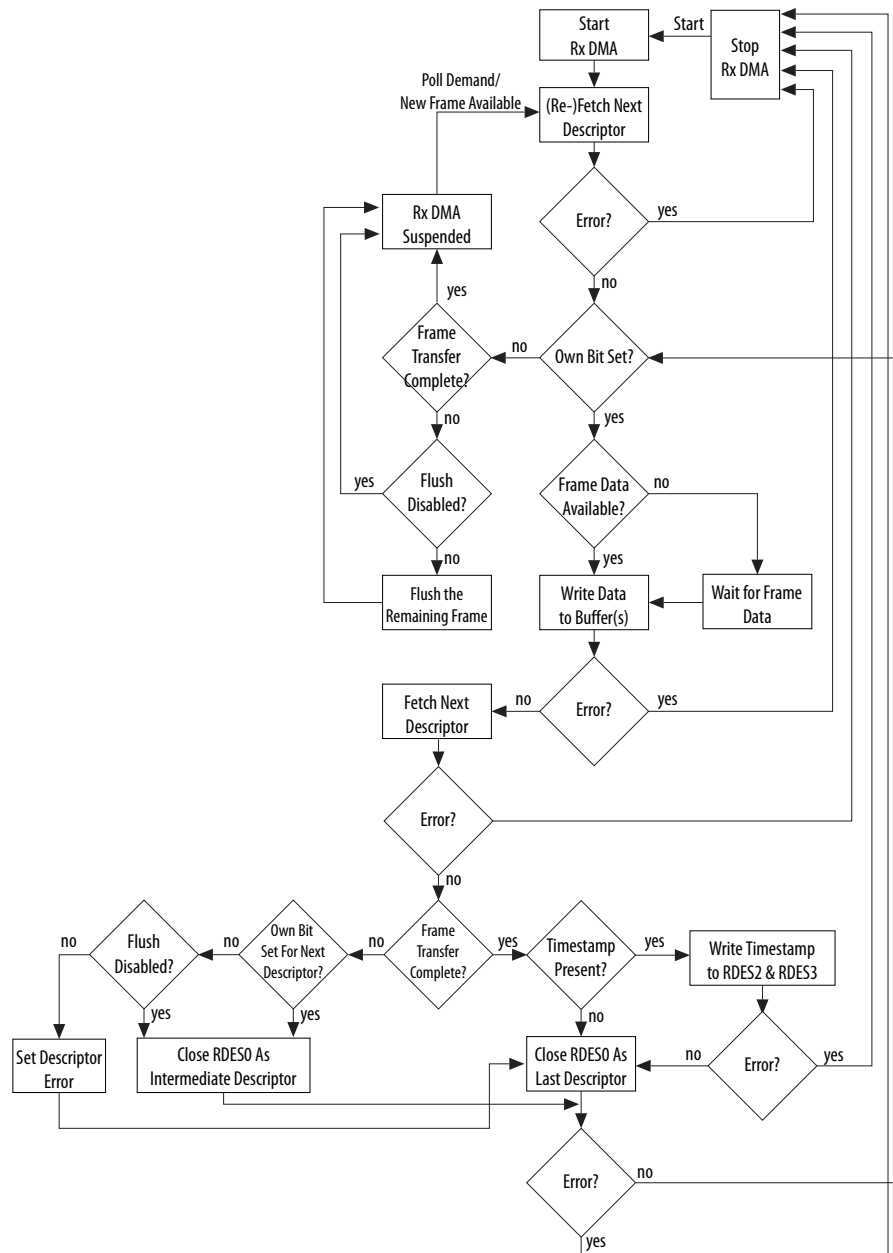 Start
Rx DMA
Start
Stop
Rx DMA
Poll Demand/
New Frame Available
(Re-)Fetch Next
Descriptor
Rx DMA
Suspended
Error?
yes
no
yes
Frame
Transfer
Complete?
no
Own Bit Set?
no
yes
yes
Flush
Disabled?
Frame Data
Available?
no
no
yes
Flush the
Remaining Frame
Write Data
to Buffer(s)
Wait for Frame
Data
Fetch Next
Descriptor
no
Error?
yes
Error?
no
no
Flush
Disabled?
no
Own Bit
Set For Next
Descriptor?
no
Frame
Transfer
Complete?
yes
Timestamp
Present?
yes
Write Timestamp
to RDES2 & RDES3
yes
yes
no
Set Descriptor
Error
Close RDES0 As
Intermediate Descriptor
Close RDES0 As
Last Descriptor
no
Error?
yes
Error?
no
yes